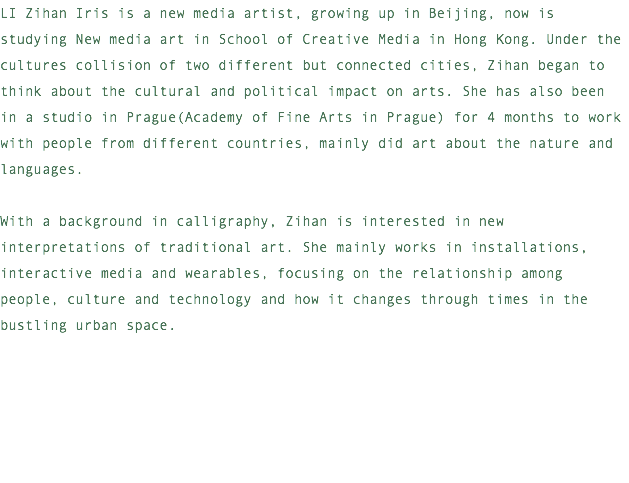 LI Zihan Iris is a new media artist, growing up in Beijing, now is
studying New media art in School of Creative Media in Hong Kong. Under the
cultures collision of two different but connected cities, Zihan began to
think about the cultural and political impact on arts. She has also been
in a studio in Prague(Academy of Fine Arts in Prague) for 4 months to work
with people from different countries, mainly did art about the nature and
languages.

With a background in calligraphy, Zihan is interested in new
interpretations of traditional art. She mainly works in installations,
interactive media and wearables, focusing on the relationship among
people, culture and technology and how it changes through times in the
bustling urban space.